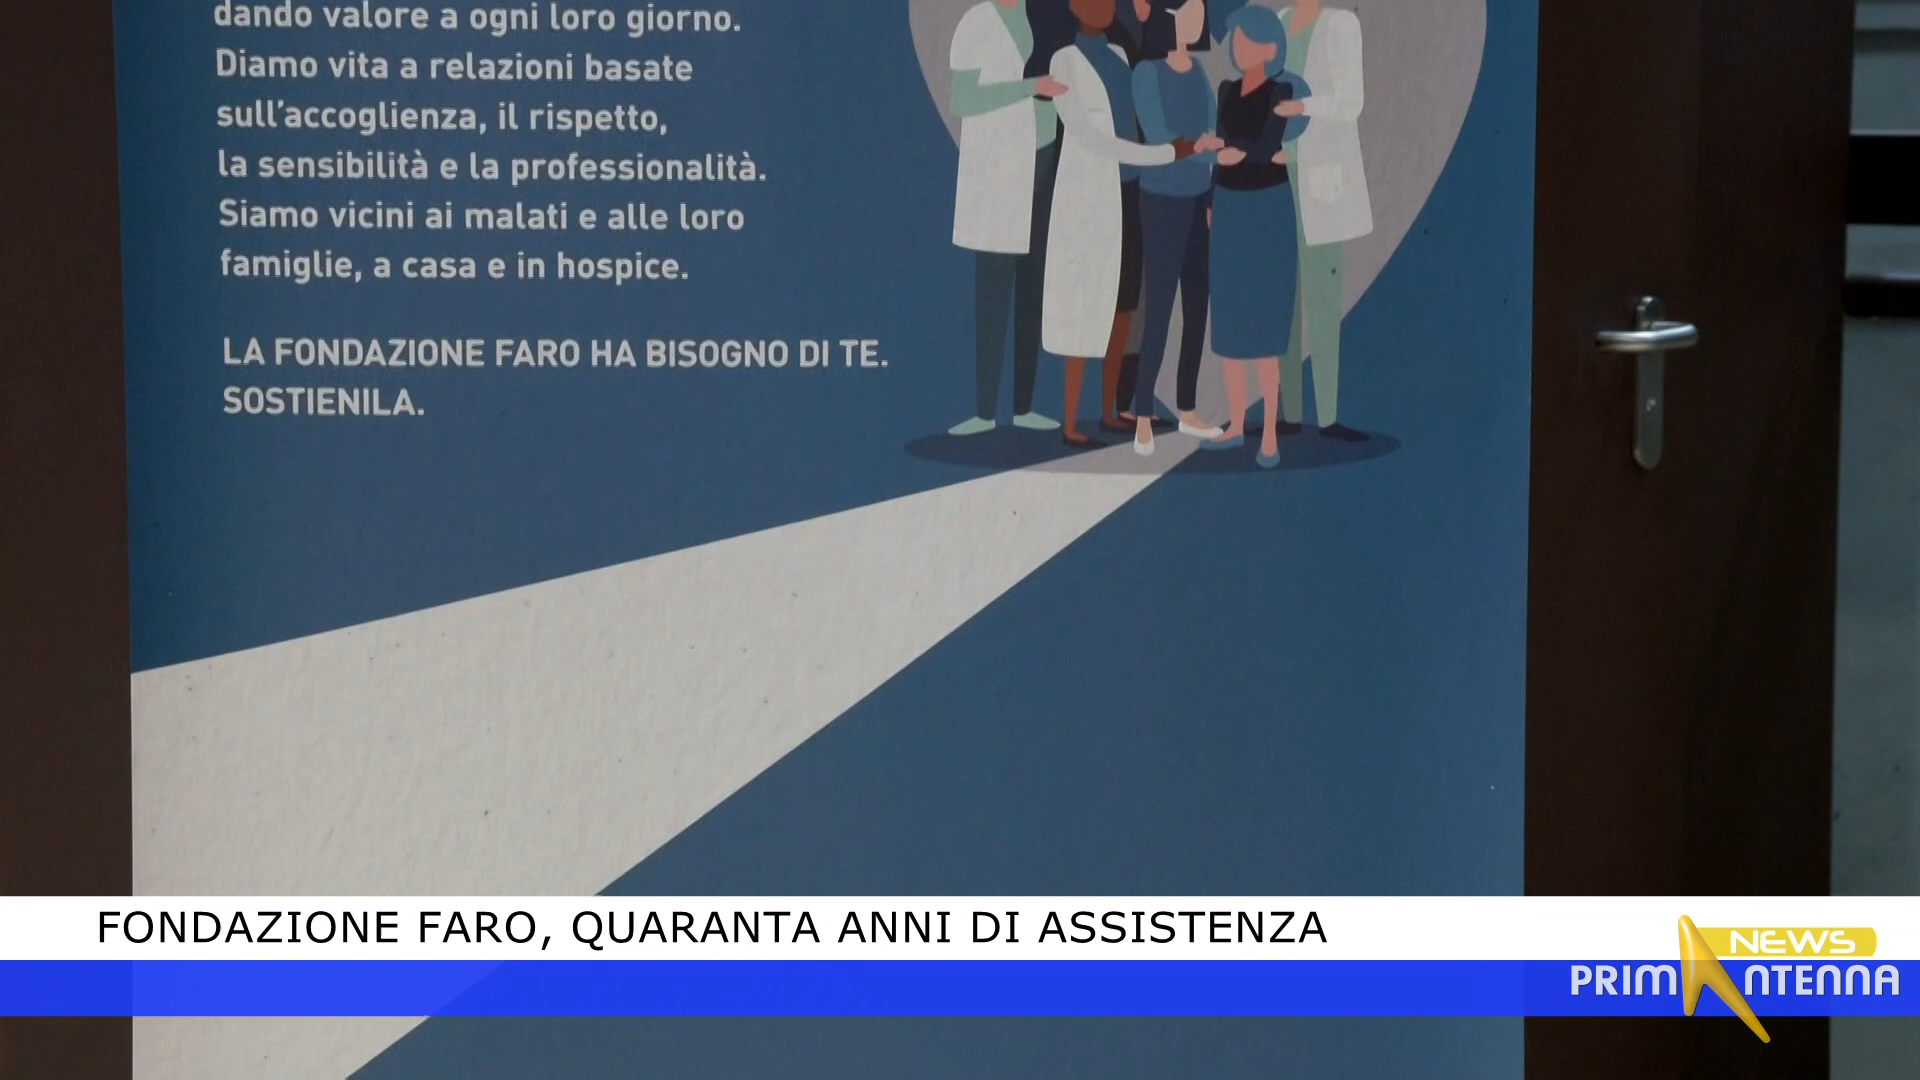 dando valore a ogni loro giorno.
Diamo vita a relazioni basate
sull'accoglienza, il rispetto,
la sensibilità e la professionalità.
Siamo vicini ai malati e alle loro
famiglie, a casa e in hospice.
LA FONDAZIONE FARO HA BISOGNO DI TE.
SOSTIENILA.
FONDAZIONE FARO, QUARANTA ANNI DI ASSISTENZA
NEWS
PRIMANTENNA